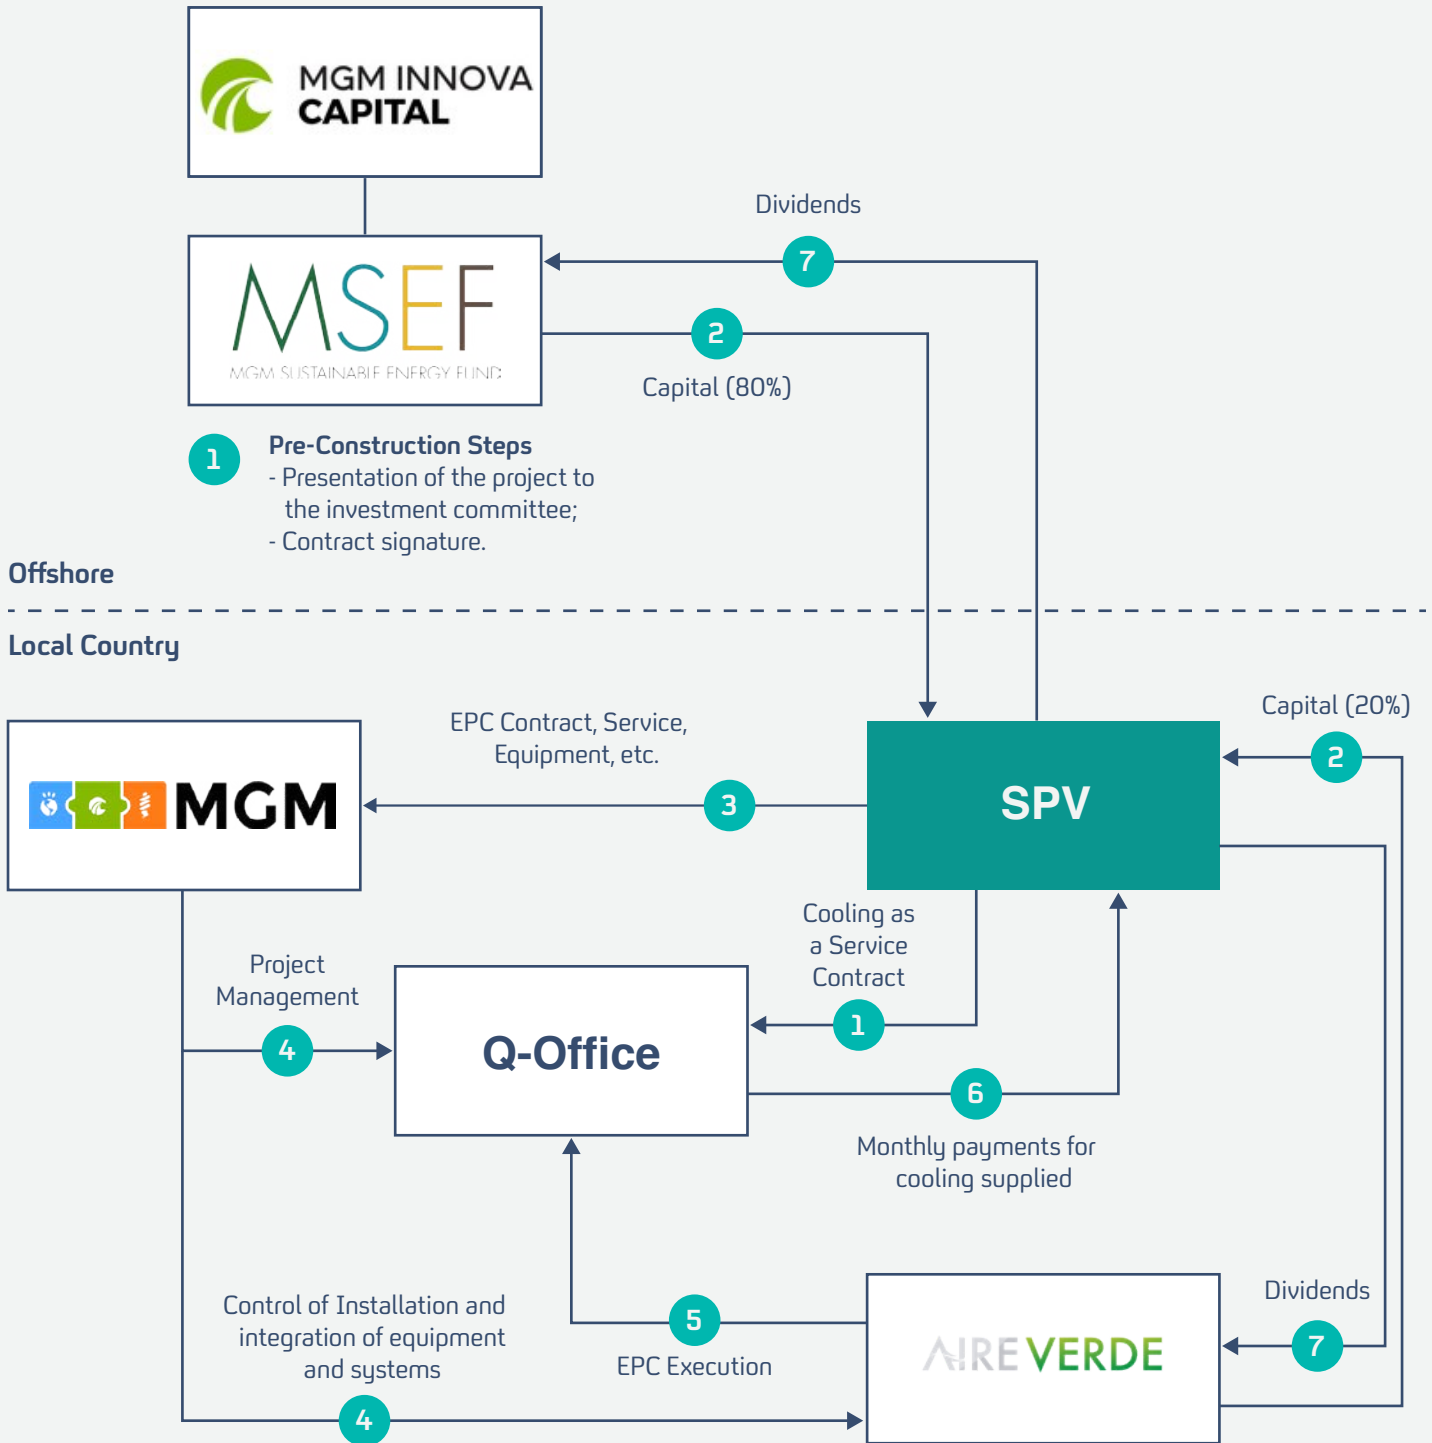 MGM INNOVA
CAPITAL
Dividends
7
MSEF
MGM SUSTAINABLE ENERGY FUND
2
Capital (80%)
1
Pre-Construction Steps
- Presentation of the project to
the investment committee;
- Contract signature.
Offshore
Local Country
Capital (20%)
2
EPC Contract, Service,
Equipment, etc.
3
MGM
SPV
Cooling as
a Service
Contract
1
Project
Management
4
Q-Office
6
Monthly payments for
cooling supplied
Control of Installation and
integration of equipment
and systems
4
5
EPC Execution
AIRE VERDE
Dividends
7